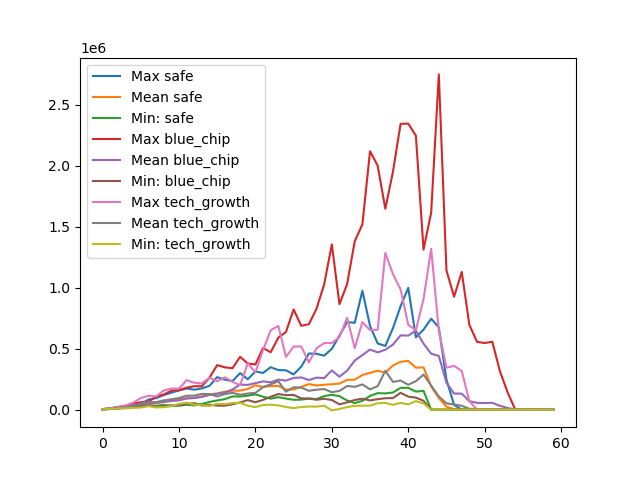 1e6
Max safe
Mean safe
Min: safe
Max blue_chip
Mean blue_chip
Min: blue_chip
Max tech_growth
Mean tech_growth
Min: tech_growth
2.5
2.0
1.5
1.0
0.5
0.0
0 10 20 30 40 50 60